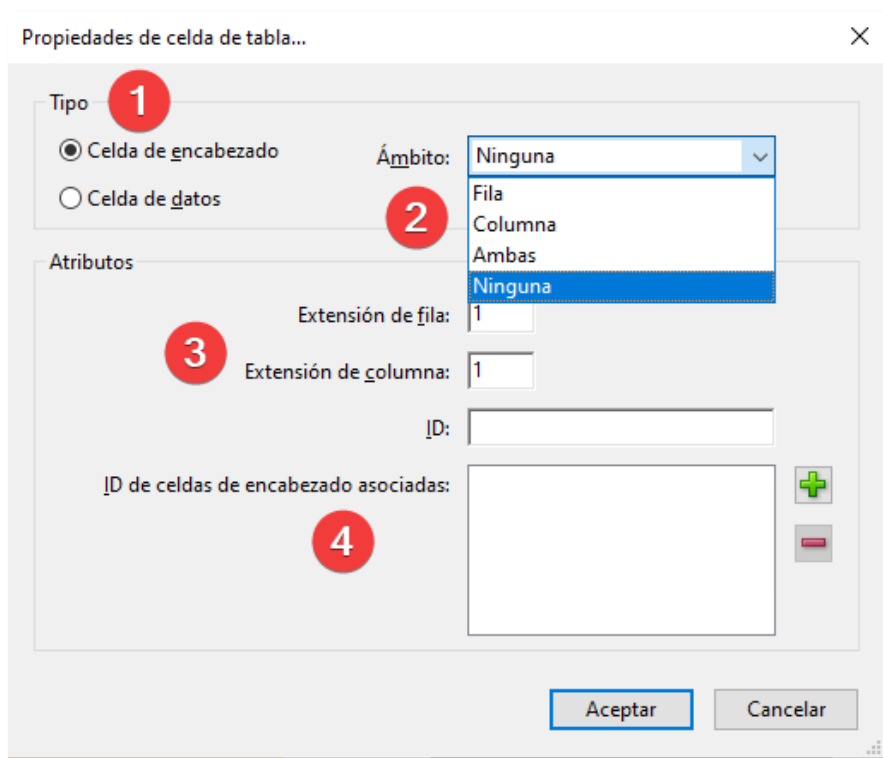 Propiedades de celda de tabla...
Tipo 1
Celda de encabezado
Ámbito: Ninguna
Celda de datos
2
Fila
Columna
Ambas
Ninguna
Atributos
Extensión de fila: 1
3
Extensión de columna: 1
ID:
ID de celdas de encabezado asociadas:
4
Aceptar Cancelar